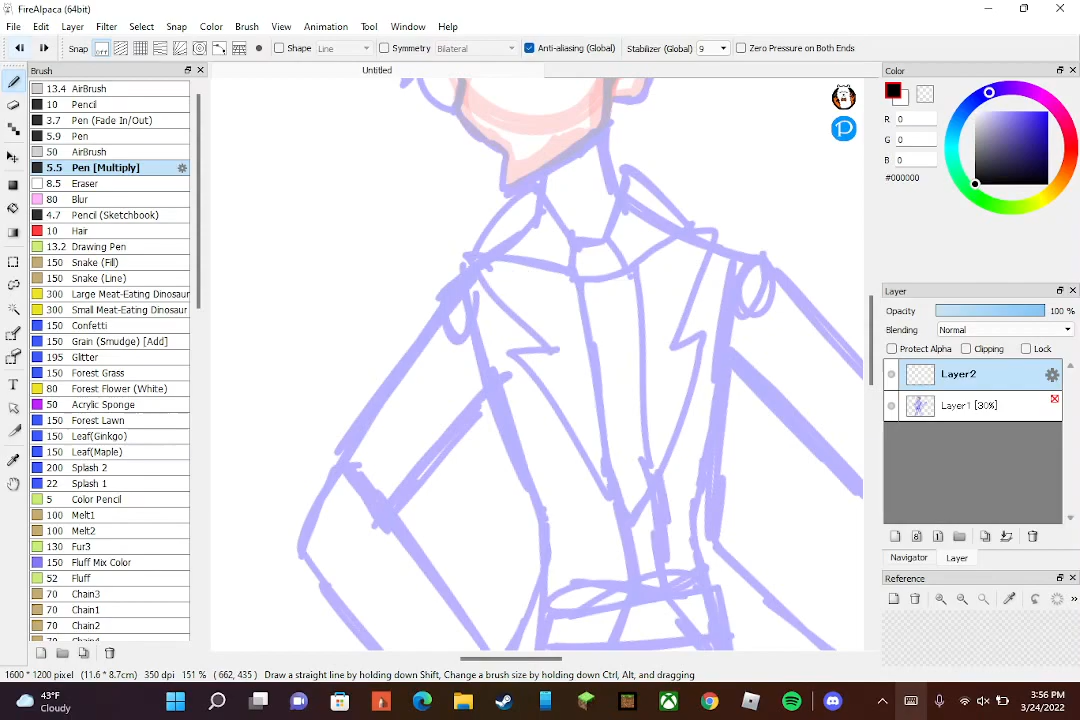 FireAlpaca (64bit)
File Edit Layer Filter Select Snap Color Brush View Animation Tool Window Help
Snap OFF Shape Line Symmetry Bilateral Anti-aliasing (Global) Stabilizer (Global) 9 Zero Pressure on Both Ends
Brush
Untitled
Color
13.4 AirBrush
10 Pencil
3.7 Pen (Fade In/Out)
5.9 Pen
50 AirBrush
5.5 Pen [Multiply]
8.5 Eraser
80 Blur
4.7 Pencil (Sketchbook)
10 Hair
13.2 Drawing Pen
150 Snake (Fill)
150 Snake (Line)
300 Large Meat-Eating Dinosaur
300 Small Meat-Eating Dinosaur
150 Confetti
150 Grain (Smudge) [Add]
195 Glitter
150 Forest Grass
80 Forest Flower (White)
50 Acrylic Sponge
150 Forest Lawn
150 Leaf(Ginkgo)
150 Leaf(Maple)
200 Splash 2
22 Splash 1
5 Color Pencil
100 Melt1
100 Melt2
130 Fur3
150 Fluff Mix Color
52 Fluff
70 Chain3
70 Chain1
70 Chain2
70 Chain4
R 0
G 0
B 0
#000000
Layer
Opacity 100 %
Blending Normal
Protect Alpha Clipping Lock
Layer2
Layer1 [30%]
8 1
Navigator Layer
Reference
1600 * 1200 pixel (11.6 * 8.7cm) 350 dpi 151 % ( 662, 435 ) Draw a straight line by holding down Shift, Change a brush size by holding down Ctrl, Alt, and dragging
43°F
Cloudy
3:56 PM
3/24/2022